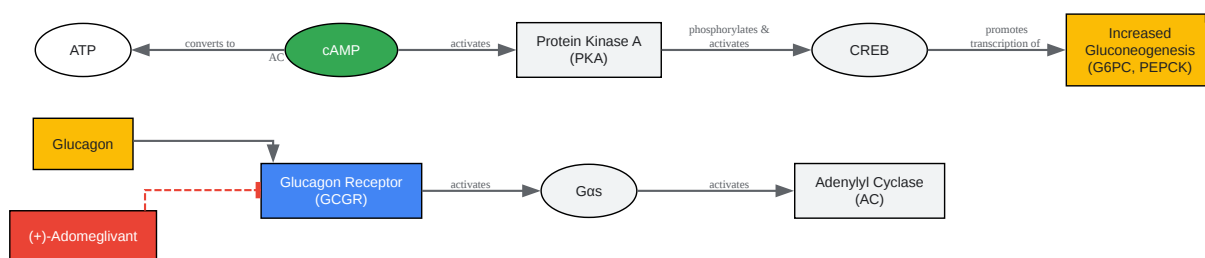 ATP
converts to
AC
cAMP
activates
Protein Kinase A
(PKA)
phosphorylates &
activates
CREB
promotes
transcription of
Increased
Gluconeogenesis
(G6PC, PEPCK)
Glucagon
Glucagon Receptor
(GCGR)
activates
Gαs
activates
Adenylyl Cyclase
(AC)
(+)-Adomeglivant